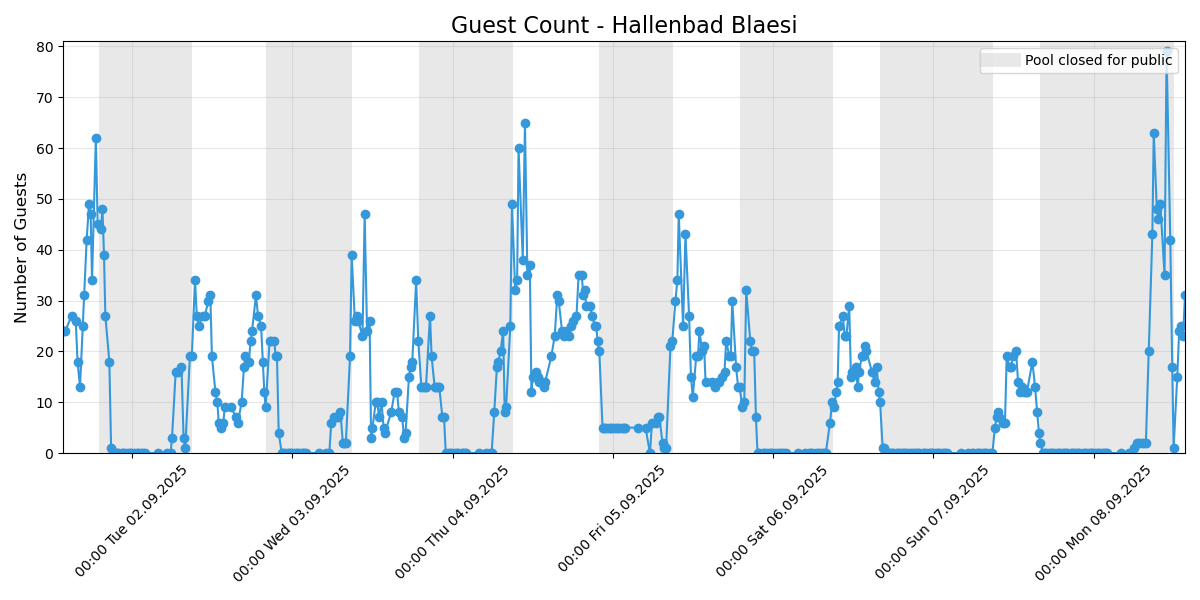 Guest Count - Hallenbad Blaesi
Pool closed for public
Number of Guests
80
70
60
50
40
30
20
10
0
00:00 Tue 02.09.2025
00:00 Wed 03.09.2025
00:00 Thu 04.09.2025
00:00 Fri 05.09.2025
00:00 Sat 06.09.2025
00:00 Sun 07.09.2025
00:00 Mon 08.09.2025